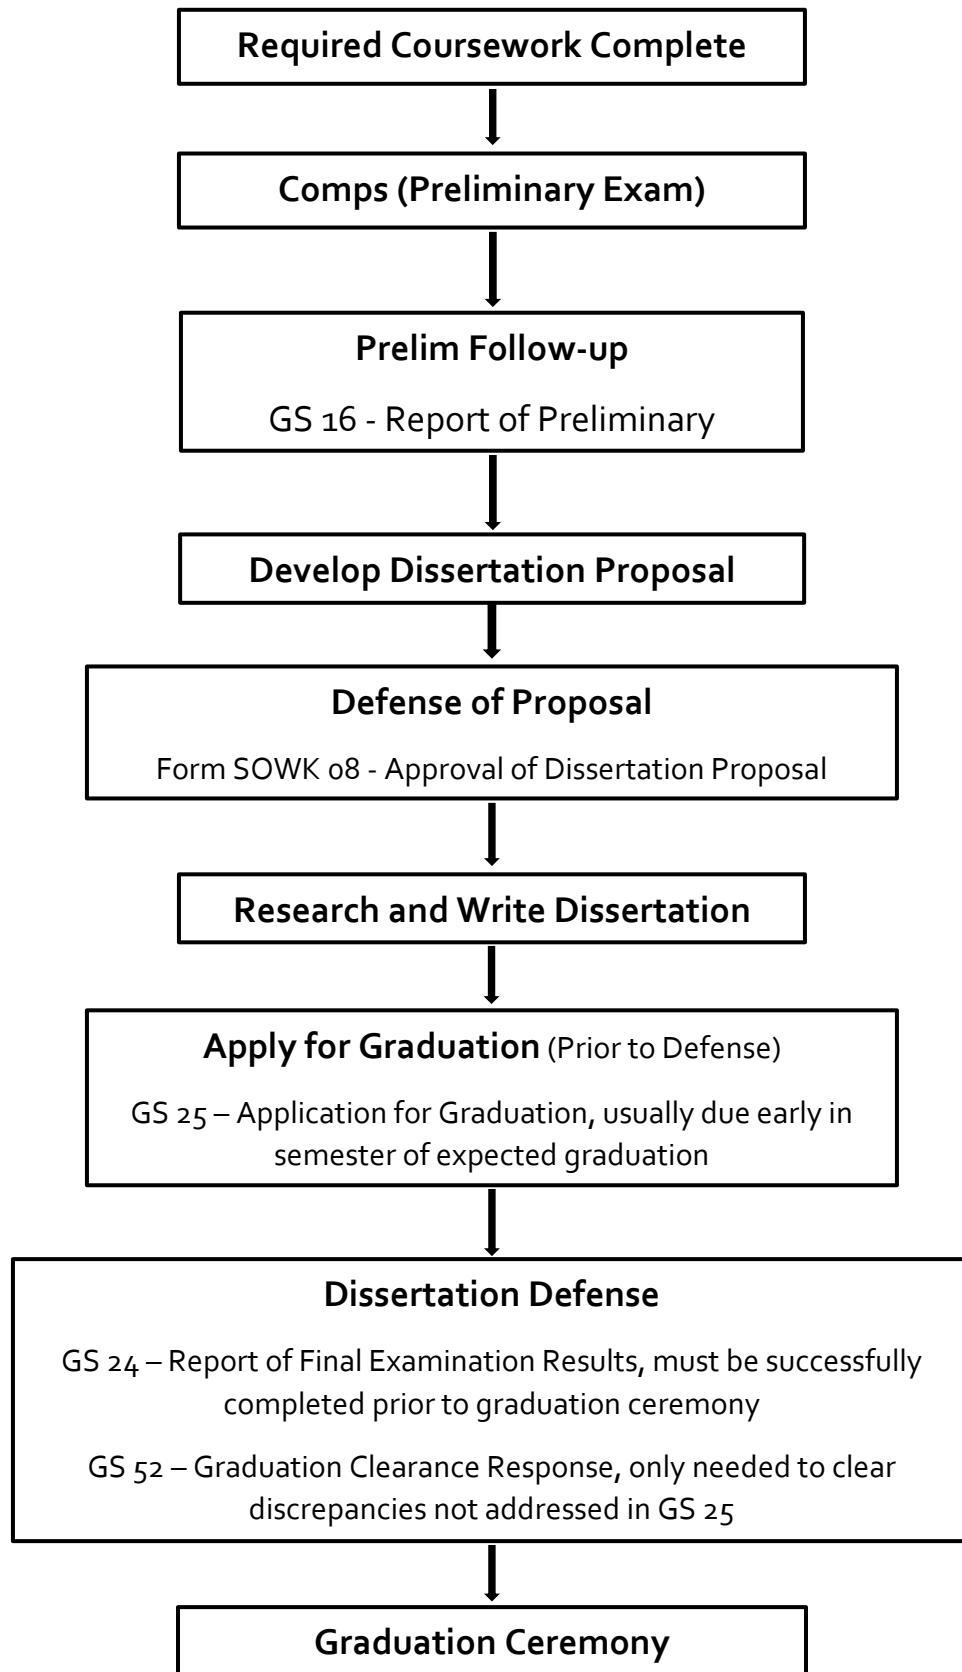 Required Coursework Complete
Comps (Preliminary Exam)
Prelim Follow-up
GS 16 - Report of Preliminary
Develop Dissertation Proposal
Defense of Proposal
Form SOWK 08 - Approval of Dissertation Proposal
Research and Write Dissertation
Apply for Graduation (Prior to Defense)
GS 25 – Application for Graduation, usually due early in
semester of expected graduation
Dissertation Defense
GS 24 – Report of Final Examination Results, must be successfully
completed prior to graduation ceremony
GS 52 – Graduation Clearance Response, only needed to clear
discrepancies not addressed in GS 25
Graduation Ceremony